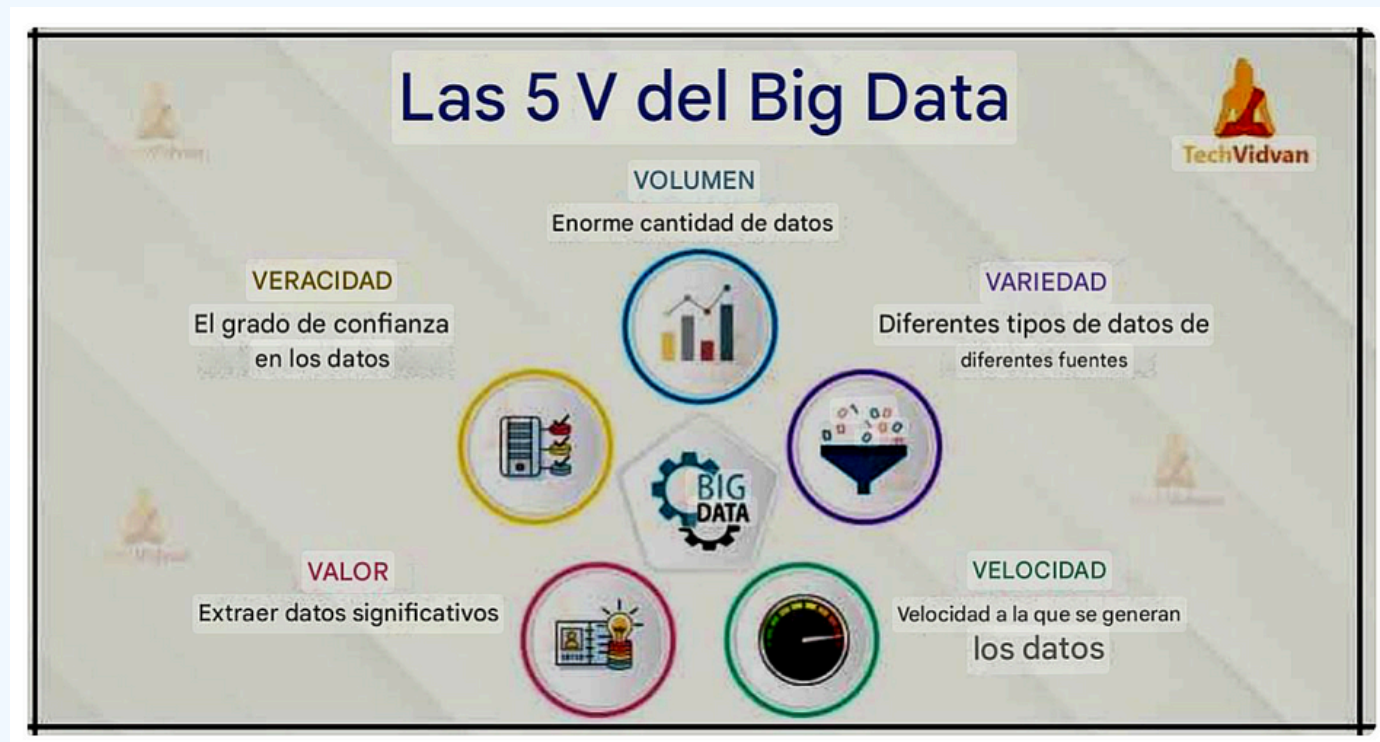 Las 5 V del Big Data
TechVidvan
VOLUMEN
Enorme cantidad de datos
VERACIDAD
El grado de confianza
en los datos
VARIEDAD
Diferentes tipos de datos de
diferentes fuentes
BIG
DATA
VALOR
Extraer datos significativos
VELOCIDAD
Velocidad a la que se generan
los datos